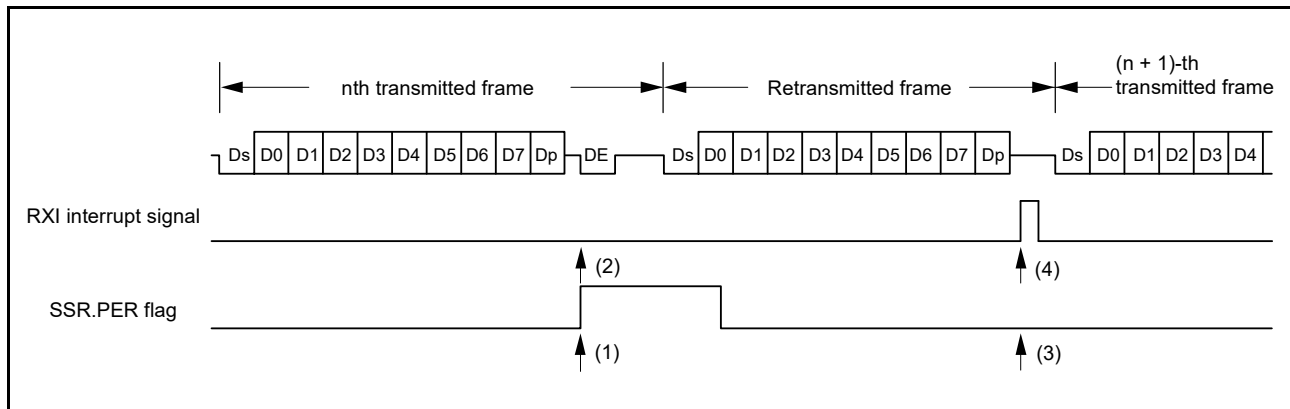 nth transmitted frame
Retransmitted frame
(n + 1)-th
transmitted frame
Ds D0 D1 D2 D3 D4 D5 D6 D7 Dp DE Ds D0 D1 D2 D3 D4 D5 D6 D7 Dp Ds D0 D1 D2 D3 D4
RXI interrupt signal
(2) (4)
SSR.PER flag
(1) (3)